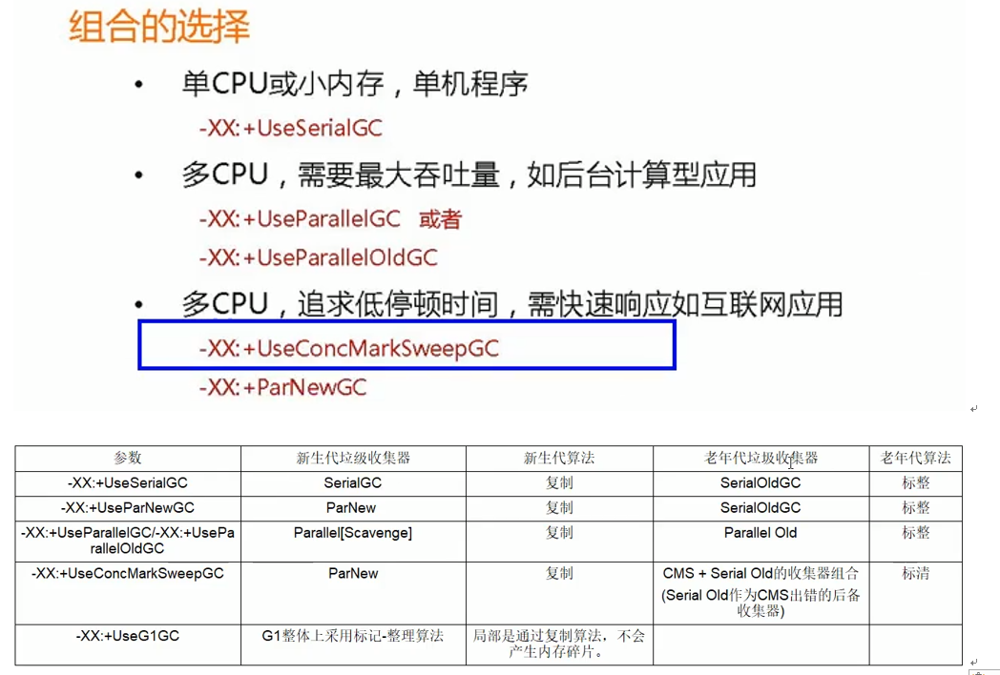 组合的选择
• 单CPU或小内存，单机程序
-XX:+UseSerialGC
• 多CPU，需要最大吞吐量，如后台计算型应用
-XX:+UseParallelGC 或者
-XX:+UseParallelOldGC
• 多CPU，追求低停顿时间，需快速响应如互联网应用
-XX:+UseConcMarkSweepGC
-XX:+ParNewGC
参数 新生代垃级收集器 新生代算法 老年代垃圾收集器 老年代算法
-XX:+UseSerialGC SerialGC 复制 SerialOldGC 标整
-XX:+UseParNewGC ParNew 复制 SerialOldGC 标整
-XX:+UseParallelGC/-XX:+UsePa Parallel[Scavenge] 复制 Parallel Old 标整
rallelOldGC
-XX:+UseConcMarkSweepGC ParNew 复制 CMS + Serial Old的收集器组合 标清
(Serial Old作为CMS出错的后备
收集器)
-XX:+UseG1GC G1整体上采用标记-整理算法 局部是通过复制算法，不会
产生内存碎片。